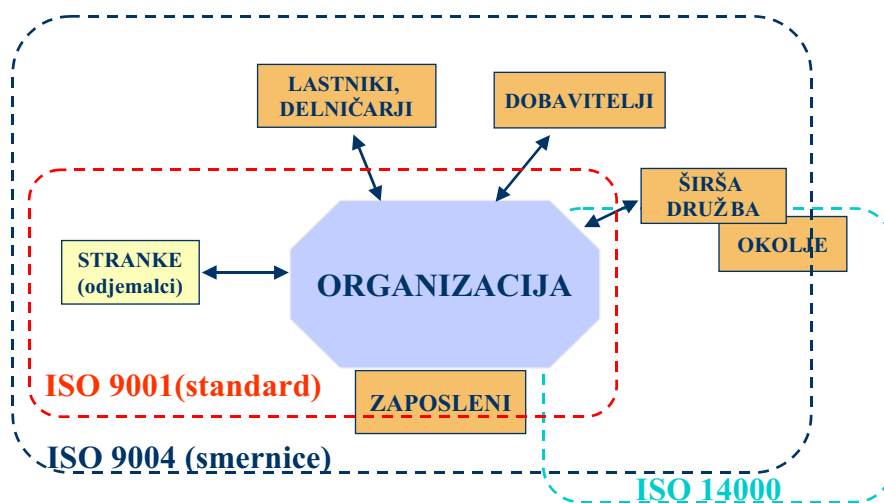 LASTNIKI,
DELNIČARJI
DOBAVITELJI
ŠIRŠA
DRUŽBA
OKOLJE
STRANKE
(odjemalci)
ORGANIZACIJA
ISO 9001(standard)
ZAPOSLENI
ISO 9004 (smernice)
ISO 14000